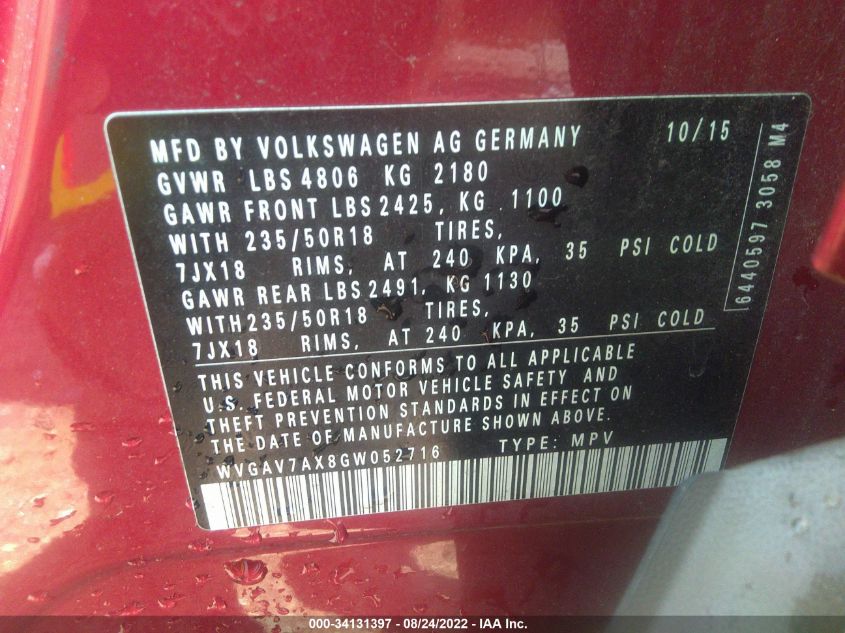 MFD BY VOLKSWAGEN AG GERMANY 10/15
GVWR LBS 4806 KG 2180
GAWR FRONT LBS 2425, KG 1100
WITH 235/50R18 TIRES,
7JX18 RIMS, AT 240 KPA, 35 PSI COLD
GAWR REAR LBS 2491, KG 1130
WITH 235/50R18 TIRES,
7JX18 RIMS, AT 240 KPA, 35 PSI COLD
THIS VEHICLE CONFORMS TO ALL APPLICABLE
U.S. FEDERAL MOTOR VEHICLE SAFETY AND
THEFT PREVENTION STANDARDS IN EFFECT ON
THE DATE OF MANUFACTURE SHOWN ABOVE.
WVGAV7AX8GW052716 TYPE: MPV
6440597 3058 M4
000-34131397 - 08/24/2022 - IAA Inc.